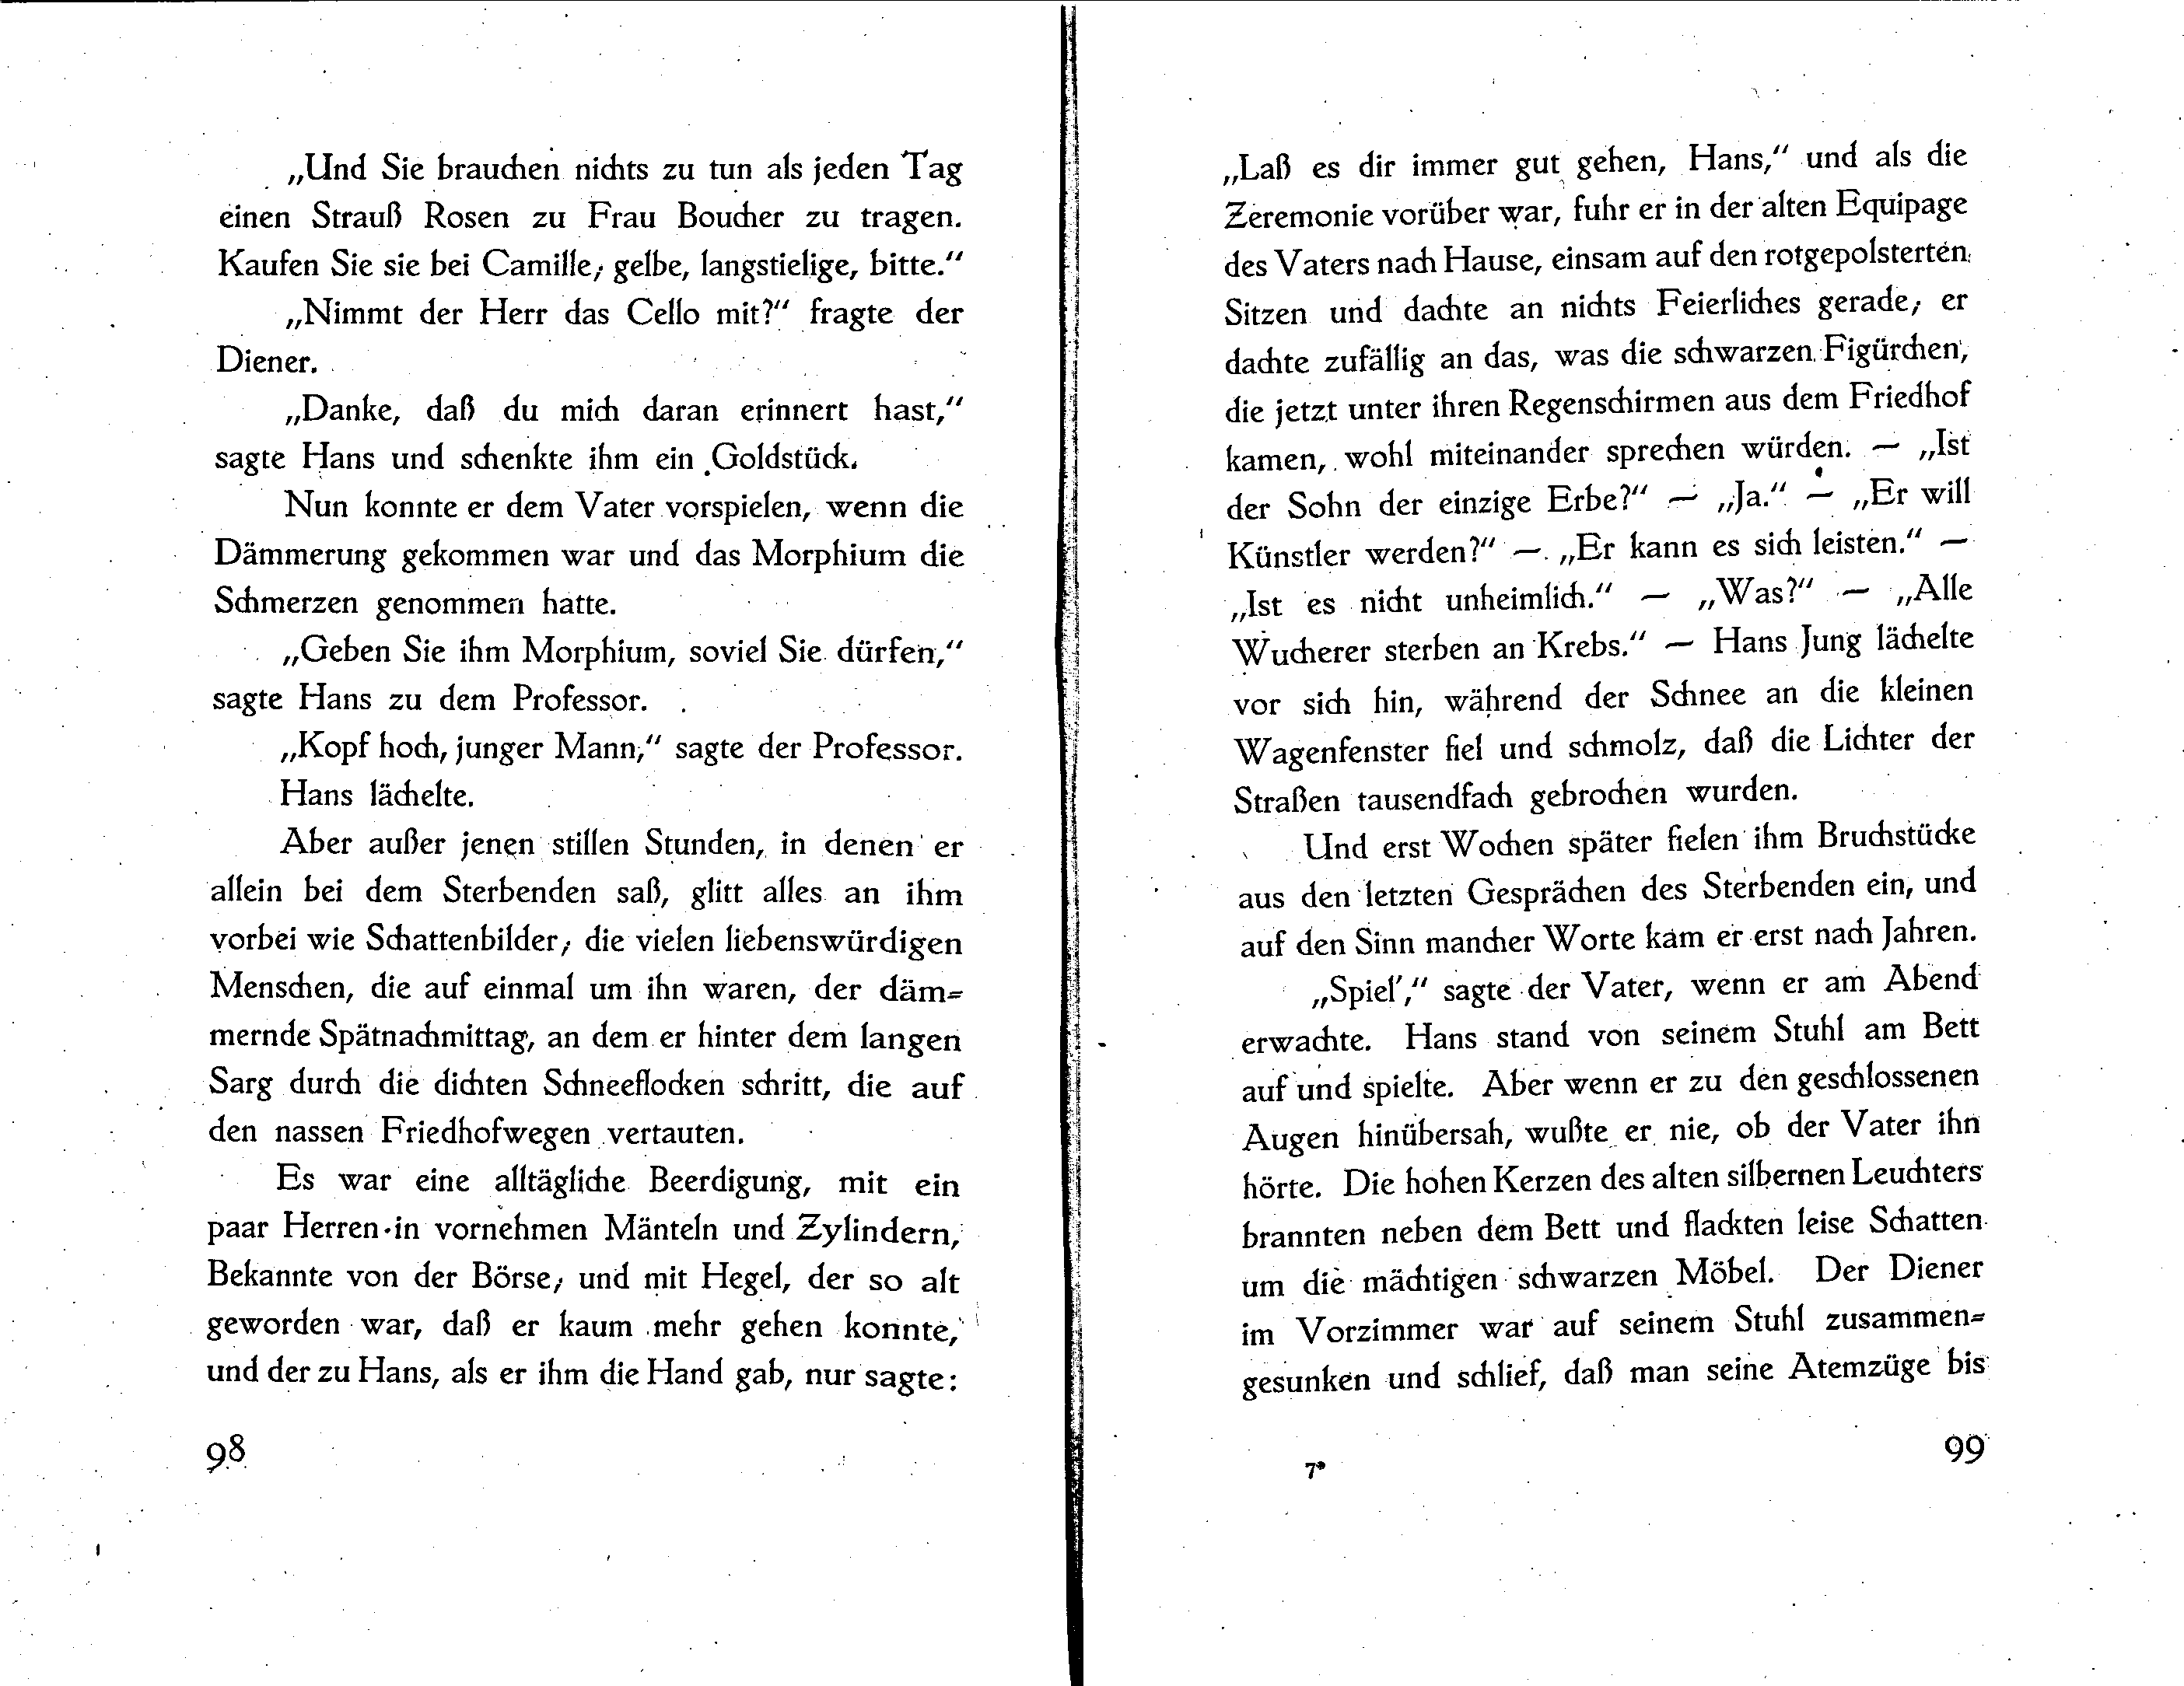 „Und Sie brauchen nichts zu tun als jeden Tag
einen Strauß Rosen zu Frau Boucher zu tragen.
Kaufen Sie sie bei Camille; gelbe, langstielige, bitte.“
„Nimmt der Herr das Cello mit?“ fragte der
Diener.
„Danke, daß du mich daran erinnert hast,“
sagte Hans und schenkte ihm ein Goldstück.
Nun konnte er dem Vater vorspielen, wenn die
Dämmerung gekommen war und das Morphium die
Schmerzen genommen hatte.
„Geben Sie ihm Morphium, soviel Sie dürfen,“
sagte Hans zu dem Professor.
„Kopf hoch, junger Mann,“ sagte der Professor.
Hans lächelte.
Aber außer jenen stillen Stunden, in denen er
allein bei dem Sterbenden saß, glitt alles an ihm
vorbei wie Schattenbilder; die vielen liebenswürdigen
Menschen, die auf einmal um ihn waren, der däm=
mernde Spätnachmittag, an dem er hinter dem langen
Sarg durch die dichten Schneeflocken schritt, die auf
den nassen Friedhofwegen vertauten.
Es war eine alltägliche Beerdigung, mit ein
paar Herren in vornehmen Mänteln und Zylindern,
Bekannte von der Börse; und mit Hegel, der so alt
geworden war, daß er kaum mehr gehen konnte,
und der zu Hans, als er ihm die Hand gab, nur sagte:
98
„Laß es dir immer gut gehen, Hans,“ und als die
Zeremonie vorüber war, fuhr er in der alten Equipage
des Vaters nach Hause, einsam auf den rotgepolsterten
Sitzen und dachte an nichts Feierliches gerade; er
dachte zufällig an das, was die schwarzen Figürchen,
die jetzt unter ihren Regenschirmen aus dem Friedhof
kamen, wohl miteinander sprechen würden. — „Ist
der Sohn der einzige Erbe?“ — „Ja.“ — „Er will
Künstler werden?“ — „Er kann es sich leisten.“ —
„Ist es nicht unheimlich.“ — „Was?“ — „Alle
Wucherer sterben an Krebs.“ — Hans Jung lächelte
vor sich hin, während der Schnee an die kleinen
Wagenfenster fiel und schmolz, daß die Lichter der
Straßen tausendfach gebrochen wurden.
Und erst Wochen später fielen ihm Bruchstücke
aus den letzten Gesprächen des Sterbenden ein, und
auf den Sinn mancher Worte kam er erst nach Jahren.
„Spiel’,“ sagte der Vater, wenn er am Abend
erwachte. Hans stand von seinem Stuhl am Bett
auf und spielte. Aber wenn er zu den geschlossenen
Augen hinübersah, wußte er nie, ob der Vater ihn
hörte. Die hohen Kerzen des alten silbernen Leuchters
brannten neben dem Bett und flackten leise Schatten
um die mächtigen schwarzen Möbel. Der Diener
im Vorzimmer war auf seinem Stuhl zusammen=
gesunken und schlief, daß man seine Atemzüge bis
7*
99